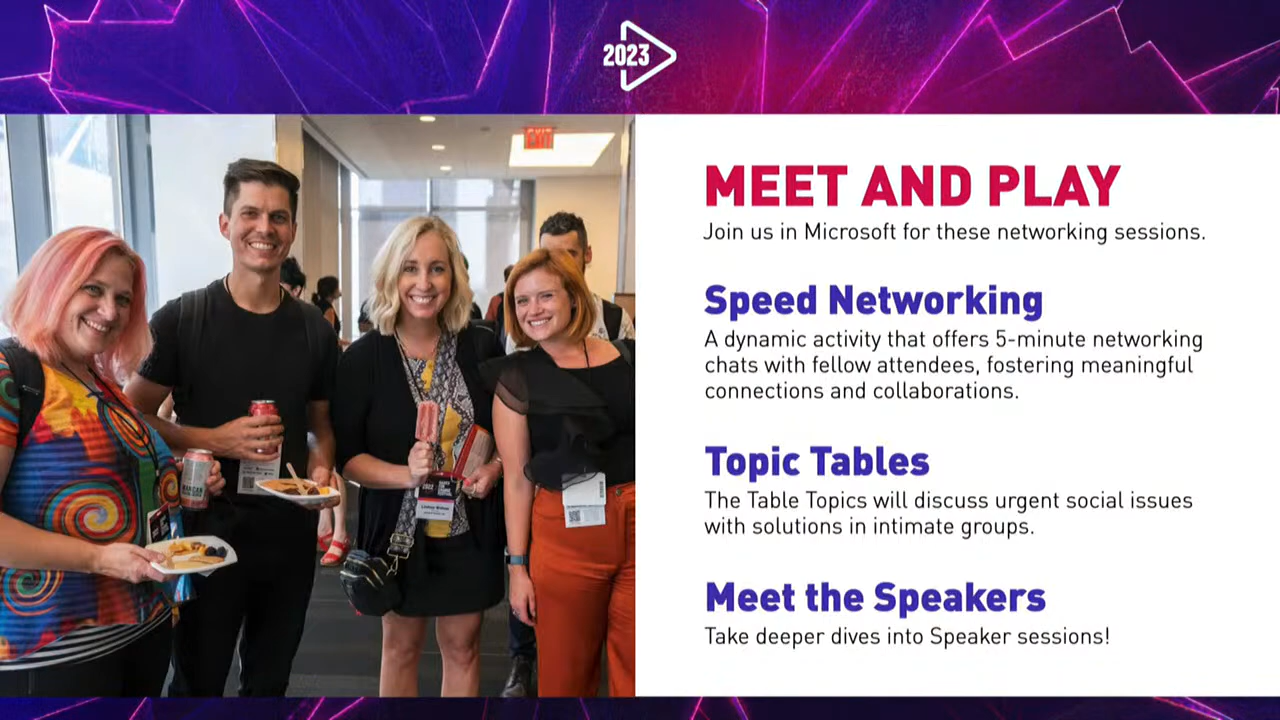 2023
EXIT
MEET AND PLAY
Join us in Microsoft for these networking sessions.
Speed Networking
A dynamic activity that offers 5-minute networking
chats with fellow attendees, fostering meaningful
connections and collaborations.
Topic Tables
The Table Topics will discuss urgent social issues
with solutions in intimate groups.
Meet the Speakers
Take deeper dives into Speaker sessions!